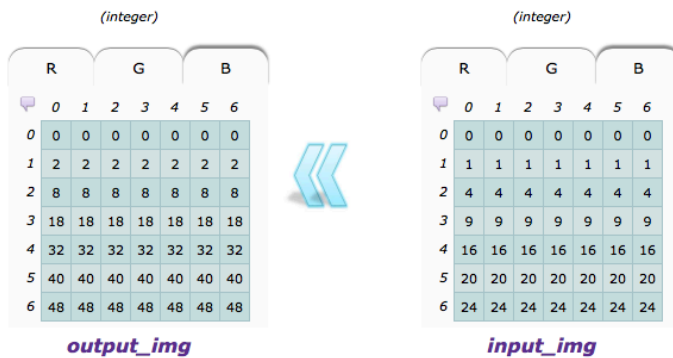 (integer) (integer)
R G B R G B
0 1 2 3 4 5 6 0 1 2 3 4 5 6
0 0 0 0 0 0 0 0 0 0 0 0 0 0 0 0
1 2 2 2 2 2 2 2 1 1 1 1 1 1 1 1
2 8 8 8 8 8 8 8 2 4 4 4 4 4 4 4
3 18 18 18 18 18 18 18 3 9 9 9 9 9 9 9
4 32 32 32 32 32 32 32 4 16 16 16 16 16 16 16
5 40 40 40 40 40 40 40 5 20 20 20 20 20 20 20
6 48 48 48 48 48 48 48 6 24 24 24 24 24 24 24
output_img input_img